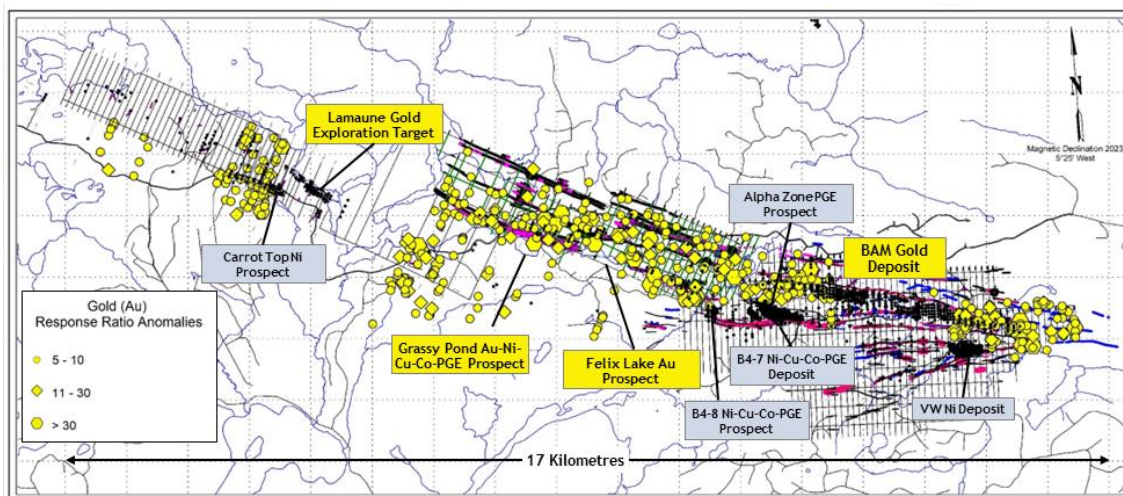 N
Magnetic Declination 2023
5°25' West
Lamaune Gold
Exploration Target
Alpha Zone PGE
Prospect
BAM Gold
Deposit
Carrot Top Ni
Prospect
Gold (Au)
Response Ratio Anomalies
5 - 10
11 - 30
> 30
Grassy Pond Au-Ni-
Cu-Co-PGE Prospect
Felix Lake Au
Prospect
B4-7 Ni-Cu-Co-PGE
Deposit
B4-8 Ni-Cu-Co-PGE
Prospect
VW Ni Deposit
17 Kilometres